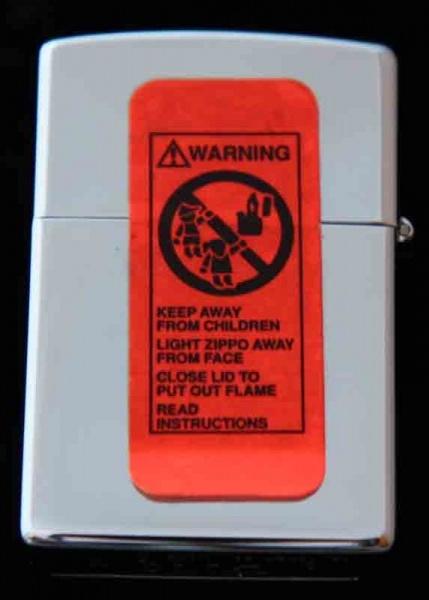 WARNING
KEEP AWAY
FROM CHILDREN
LIGHT ZIPPO AWAY
FROM FACE
CLOSE LID TO
PUT OUT FLAME
READ
INSTRUCTIONS